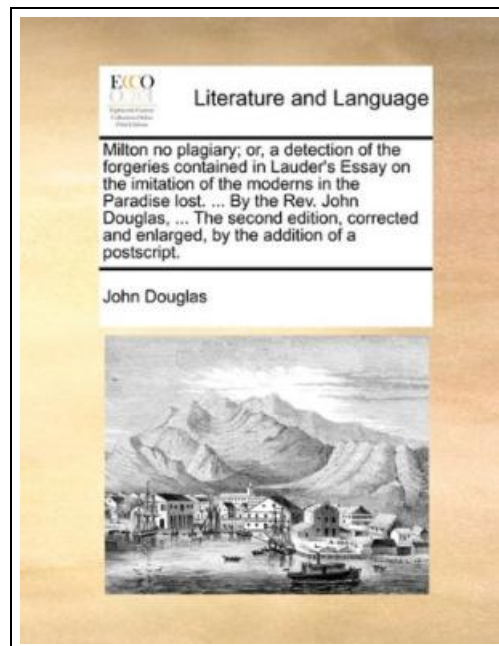 ECCO
Literature and Language
Milton no plagiary; or, a detection of the
forgeries contained in Lauder's Essay on
the imitation of the moderns in the
Paradise lost. ... By the Rev. John
Douglas, ... The second edition, corrected
and enlarged, by the addition of a
postscript.
John Douglas